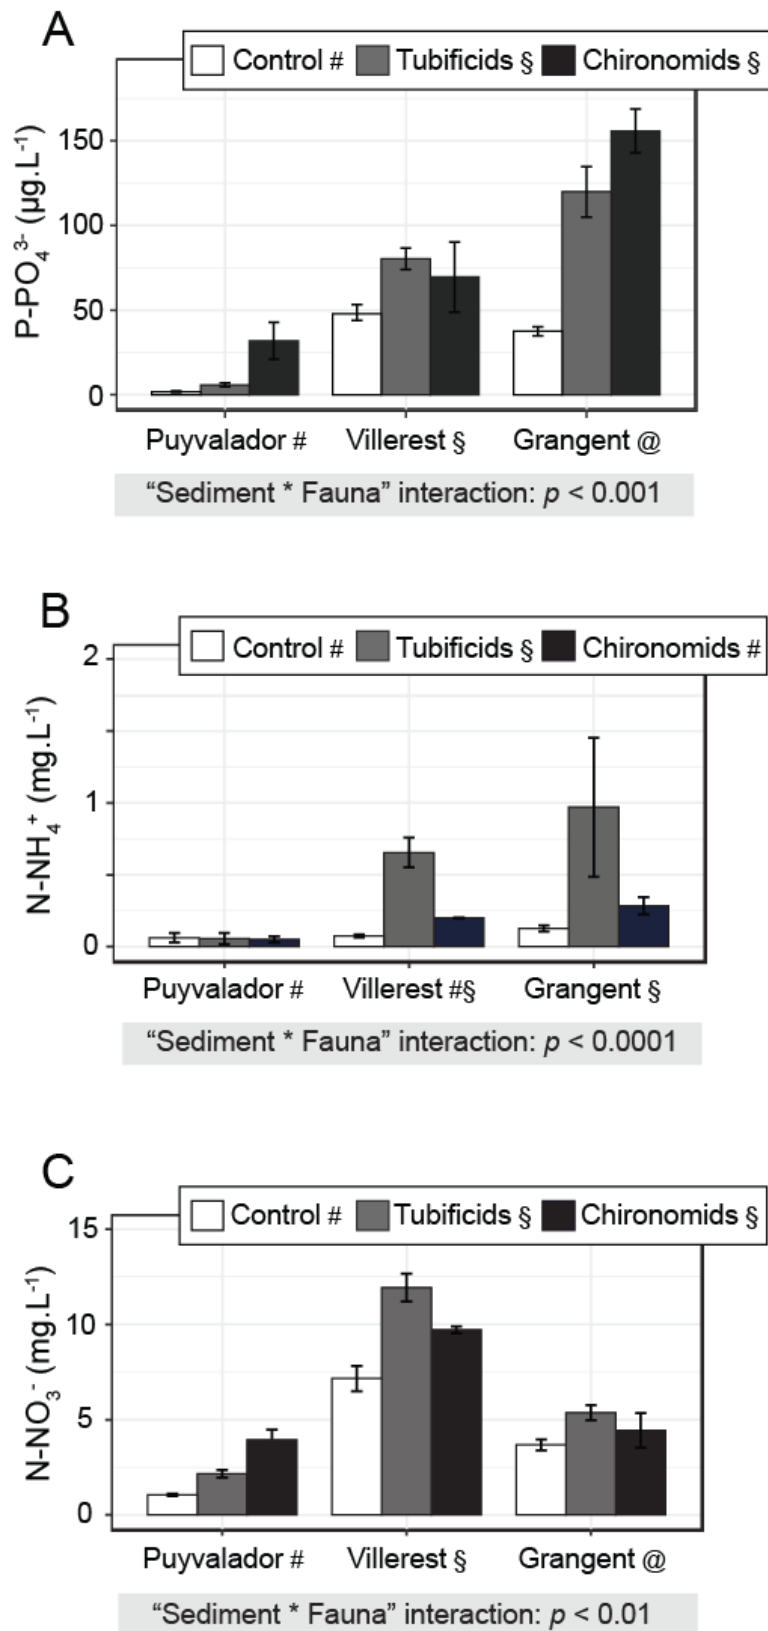 A
Control # Tubificids § Chironomids §
P-PO₄³⁻ (µg.L⁻¹)
150
100
50
0
Puyvalador # Villerest § Grangent @
“Sediment * Fauna” interaction: p < 0.001
B
Control # Tubificids § Chironomids #
N-NH₄⁺ (mg.L⁻¹)
2
1
0
Puyvalador # Villerest #§ Grangent §
“Sediment * Fauna” interaction: p < 0.0001
C
Control # Tubificids § Chironomids §
N-NO₃⁻ (mg.L⁻¹)
15
10
5
0
Puyvalador # Villerest § Grangent @
“Sediment * Fauna” interaction: p < 0.01